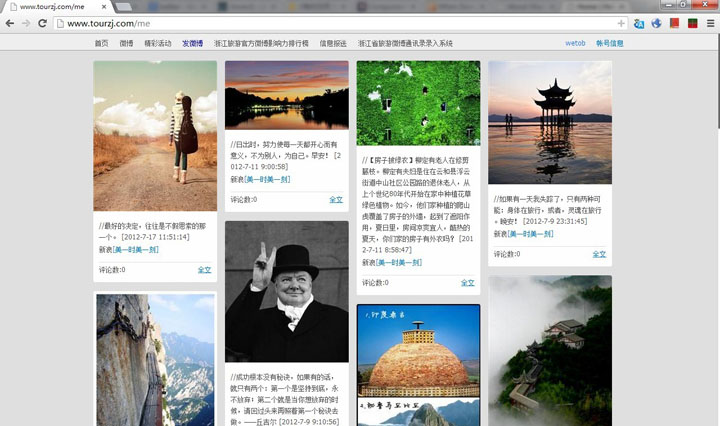 www.tourzj.com/me
www.tourzj.com/me
首页 微博 精彩活动 发微博 浙江旅游官方微博影响力排行榜 信息报送 浙江省旅游微博通讯录录入系统 wetob 帐号信息
//最好的决定，往往是不假思索的那
一个。 [2012-7-17 11:51:14]
新浪[美一时美一刻]
评论数:0 全文
//日出时，努力使每一天都开心而有
意义，不为别人，为自己。早安！ [2
012-7-11 9:00:58]
新浪[美一时美一刻]
评论数:0 全文
//成功根本没有秘诀，如果有的话，
就只有两个：第一个是坚持到底，永
不放弃；第二个就是当你想放弃的时
候，请回过头来再照着第一个秘诀去
做。——丘吉尔 [2012-7-9 9:10:56]
//【房子披绿衣】柳定有老人在修剪
藤枝。柳定有夫妇是住在云和县浮云
街道中山社区公园路的退休老人，从
上个世纪80年代开始在家中种植花草
绿色植物。如今，他们家种植的爬山
虎覆盖了房子的外墙，起到了遮阳作
用，夏日里，房间凉爽宜人，酷热的
夏天，你们家的房子有外衣吗？ [201
2-7-11 8:58:47]
新浪[美一时美一刻]
评论数:0 全文
//如果有一天我失踪了，只有两种可
能：身体在旅行，或者，灵魂在旅行
。晚安！ [2012-7-9 23:31:45]
新浪[美一时美一刻]
评论数:0 全文